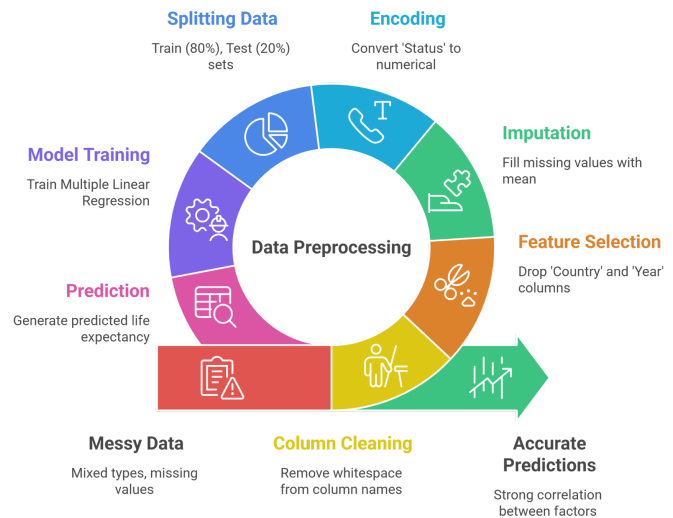 Splitting Data
Train (80%), Test (20%)
sets
Encoding
Convert 'Status' to
numerical
T
Imputation
Fill missing values with
mean
Model Training
Train Multiple Linear
Regression
Data Preprocessing
Feature Selection
Drop 'Country' and 'Year'
columns
Prediction
Generate predicted life
expectancy
Messy Data
Mixed types, missing
values
Column Cleaning
Remove whitespace
from column names
Accurate
Predictions
Strong correlation
between factors